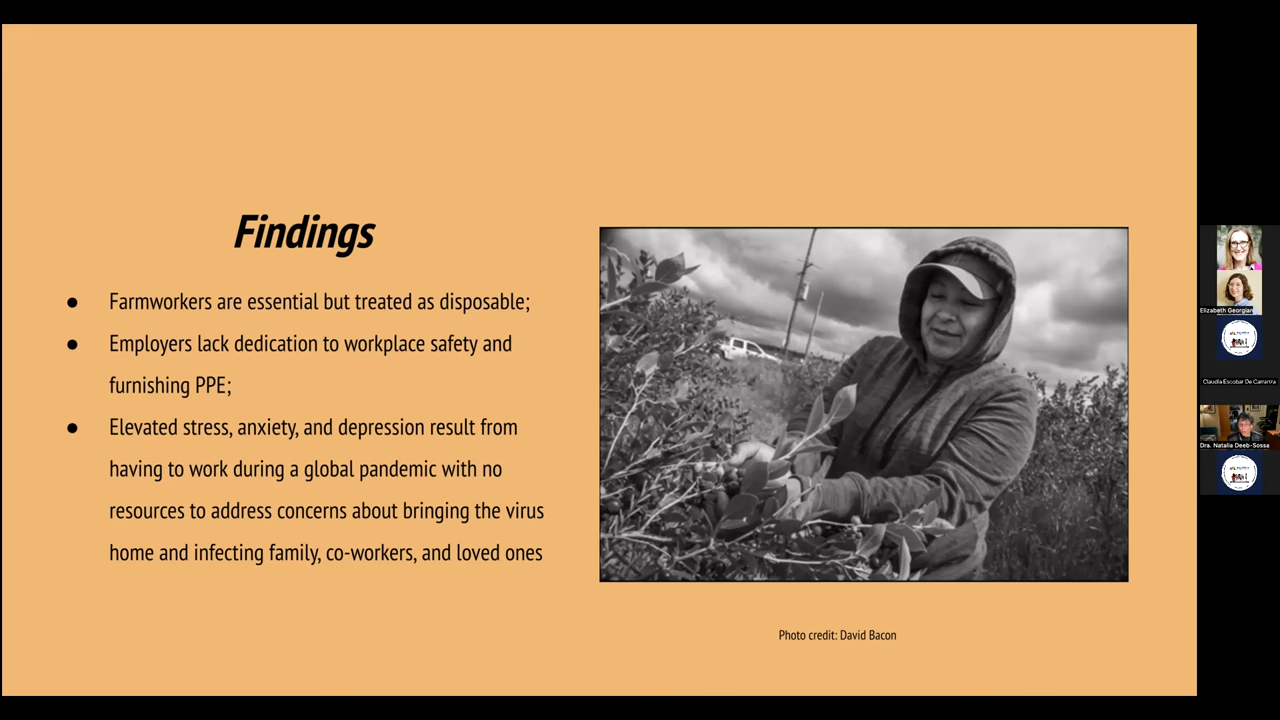 Findings
● Farmworkers are essential but treated as disposable;
● Employers lack dedication to workplace safety and
furnishing PPE;
● Elevated stress, anxiety, and depression result from
having to work during a global pandemic with no
resources to address concerns about bringing the virus
home and infecting family, co-workers, and loved ones
Photo credit: David Bacon
Elizabeth Georgian
Claudia Escobar De Carranza
Dra. Natalia Deeb-Sossa